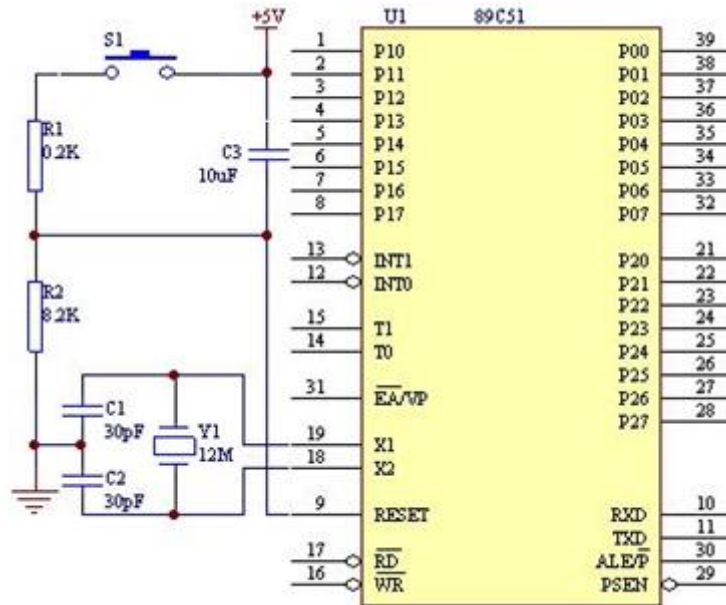 +5V
U1 89C51
S1
1 P10 P00 39
2 P11 P01 38
3 P12 P02 37
4 P13 P03 36
5 P14 P04 35
6 P15 P05 34
7 P16 P06 33
8 P17 P07 32
R1
0.2K
C3
10uF
13 INT1 P20 21
12 INT0 P21 22
P22 23
15 T1 P23 24
14 T0 P24 25
P25 26
31 EA/VP P26 27
P27 28
R2
8.2K
C1
30pF
Y1
12M
19 X1
18 X2
C2
30pF
9 RESET RXD 10
TXD 11
17 RD ALE/P 30
16 WR PSEN 29